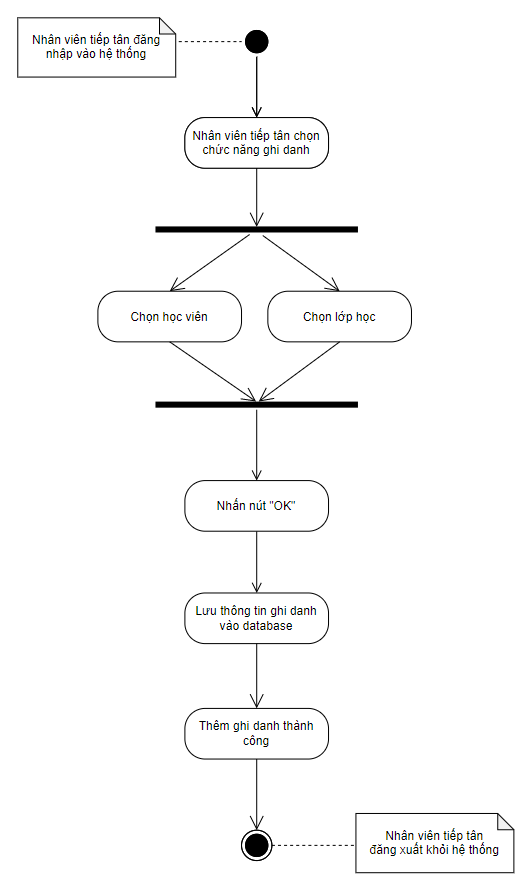 Nhân viên tiếp tân đăng
nhập vào hệ thống
Nhân viên tiếp tân chọn
chức năng ghi danh
Chọn học viên
Chọn lớp học
Nhấn nút "OK"
Lưu thông tin ghi danh
vào database
Thêm ghi danh thành
công
Nhân viên tiếp tân
đăng xuất khỏi hệ thống